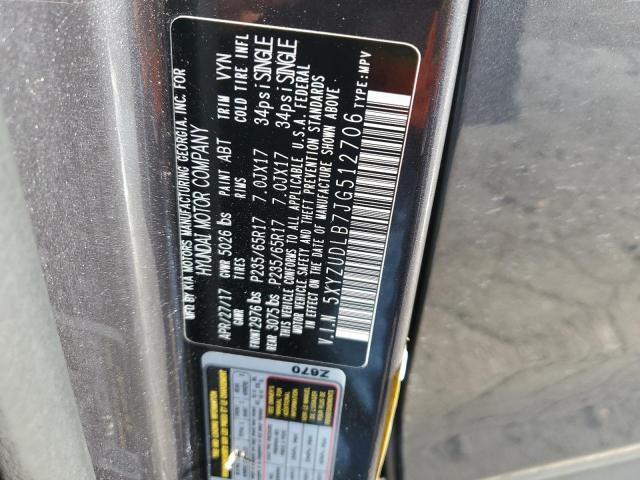 MFD BY KIA MOTORS MANUFACTURING GEORGIA, INC. FOR
HYUNDAI MOTOR COMPANY
APR/27/17 GVWR 5026 lbs PAINT ABT TRIM VYN
GAWR TIRES RIMS COLD TIRE INFL
FRONT 2976 lbs P235/65R17 7.0JX17 34psi SINGLE
REAR 3075 lbs P235/65R17 7.0JX17 34psi SINGLE
THIS VEHICLE CONFORMS TO ALL APPLICABLE U.S.A. FEDERAL
MOTOR VEHICLE SAFETY AND THEFT PREVENTION STANDARDS
IN EFFECT ON THE DATE OF MANUFACTURE SHOWN ABOVE
V.I.N 5XYZUDLB7JG512706 TYPE:MPV
Z670